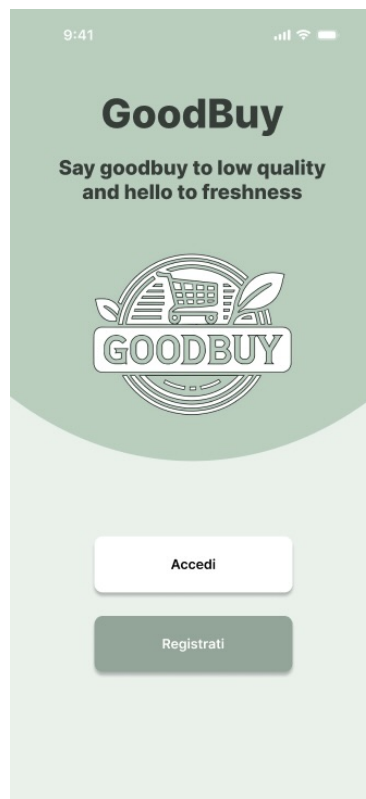 9:41
GoodBuy
Say goodbuy to low quality
and hello to freshness
GOODBUY
Accedi
Registrati